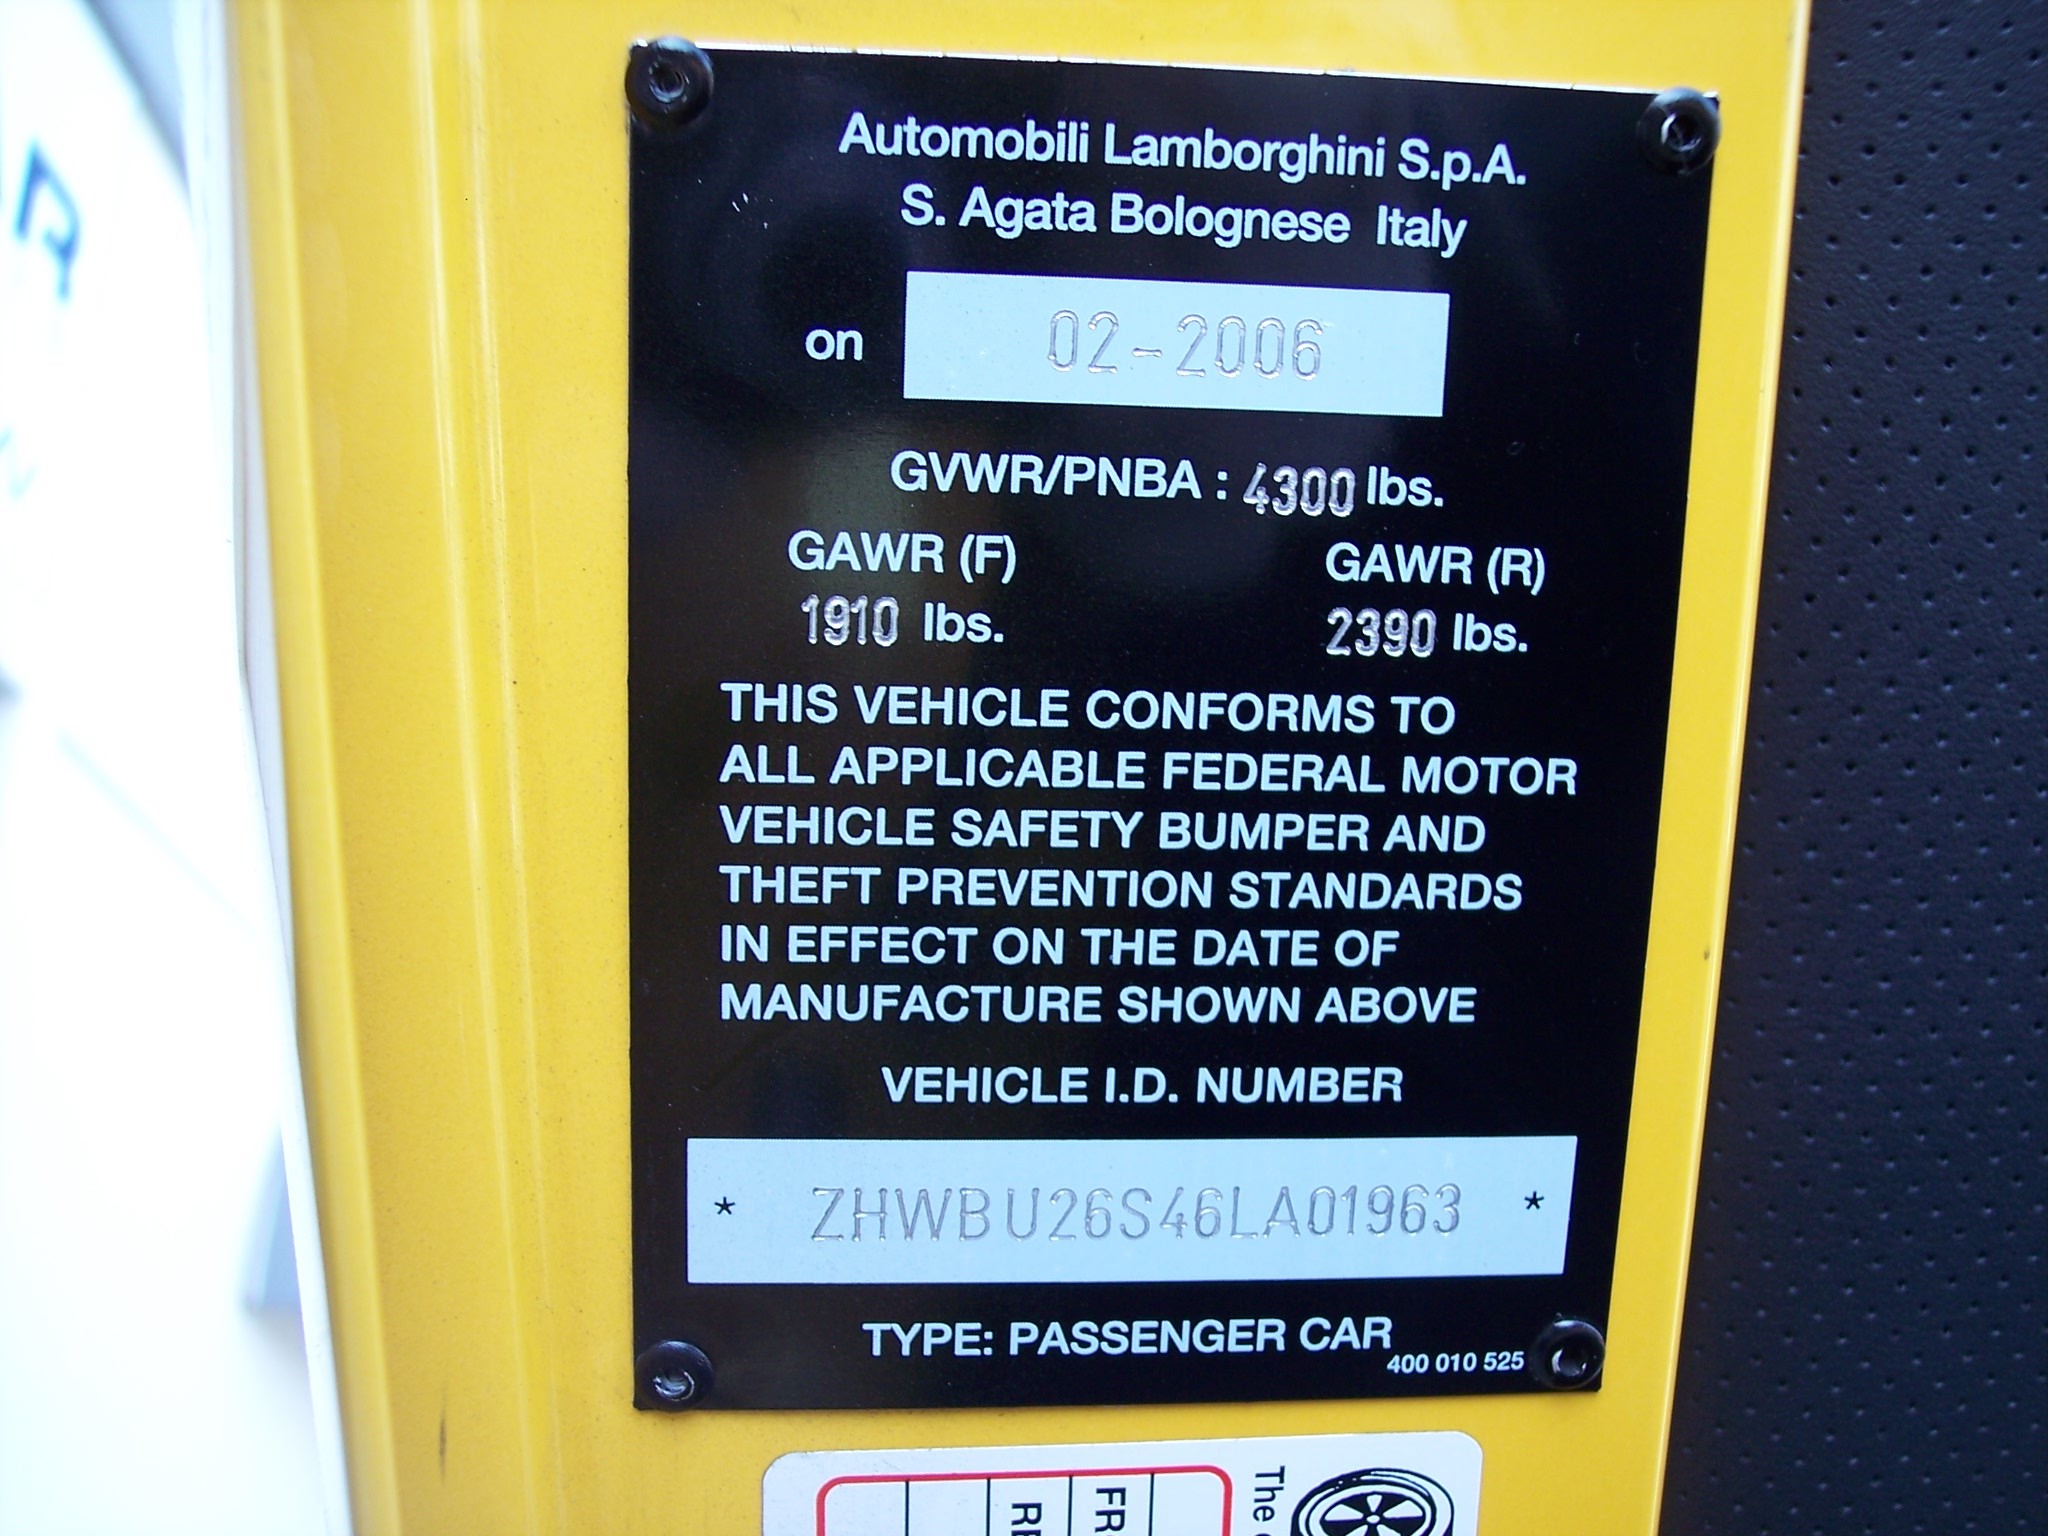 Automobili Lamborghini S.p.A.
S. Agata Bolognese Italy
on 02-2006
GVWR/PNBA : 4300 lbs.
GAWR (F) GAWR (R)
1910 lbs. 2390 lbs.
THIS VEHICLE CONFORMS TO
ALL APPLICABLE FEDERAL MOTOR
VEHICLE SAFETY BUMPER AND
THEFT PREVENTION STANDARDS
IN EFFECT ON THE DATE OF
MANUFACTURE SHOWN ABOVE
VEHICLE I.D. NUMBER
* ZHWBU26S46LA01963 *
TYPE: PASSENGER CAR
400 010 525
The